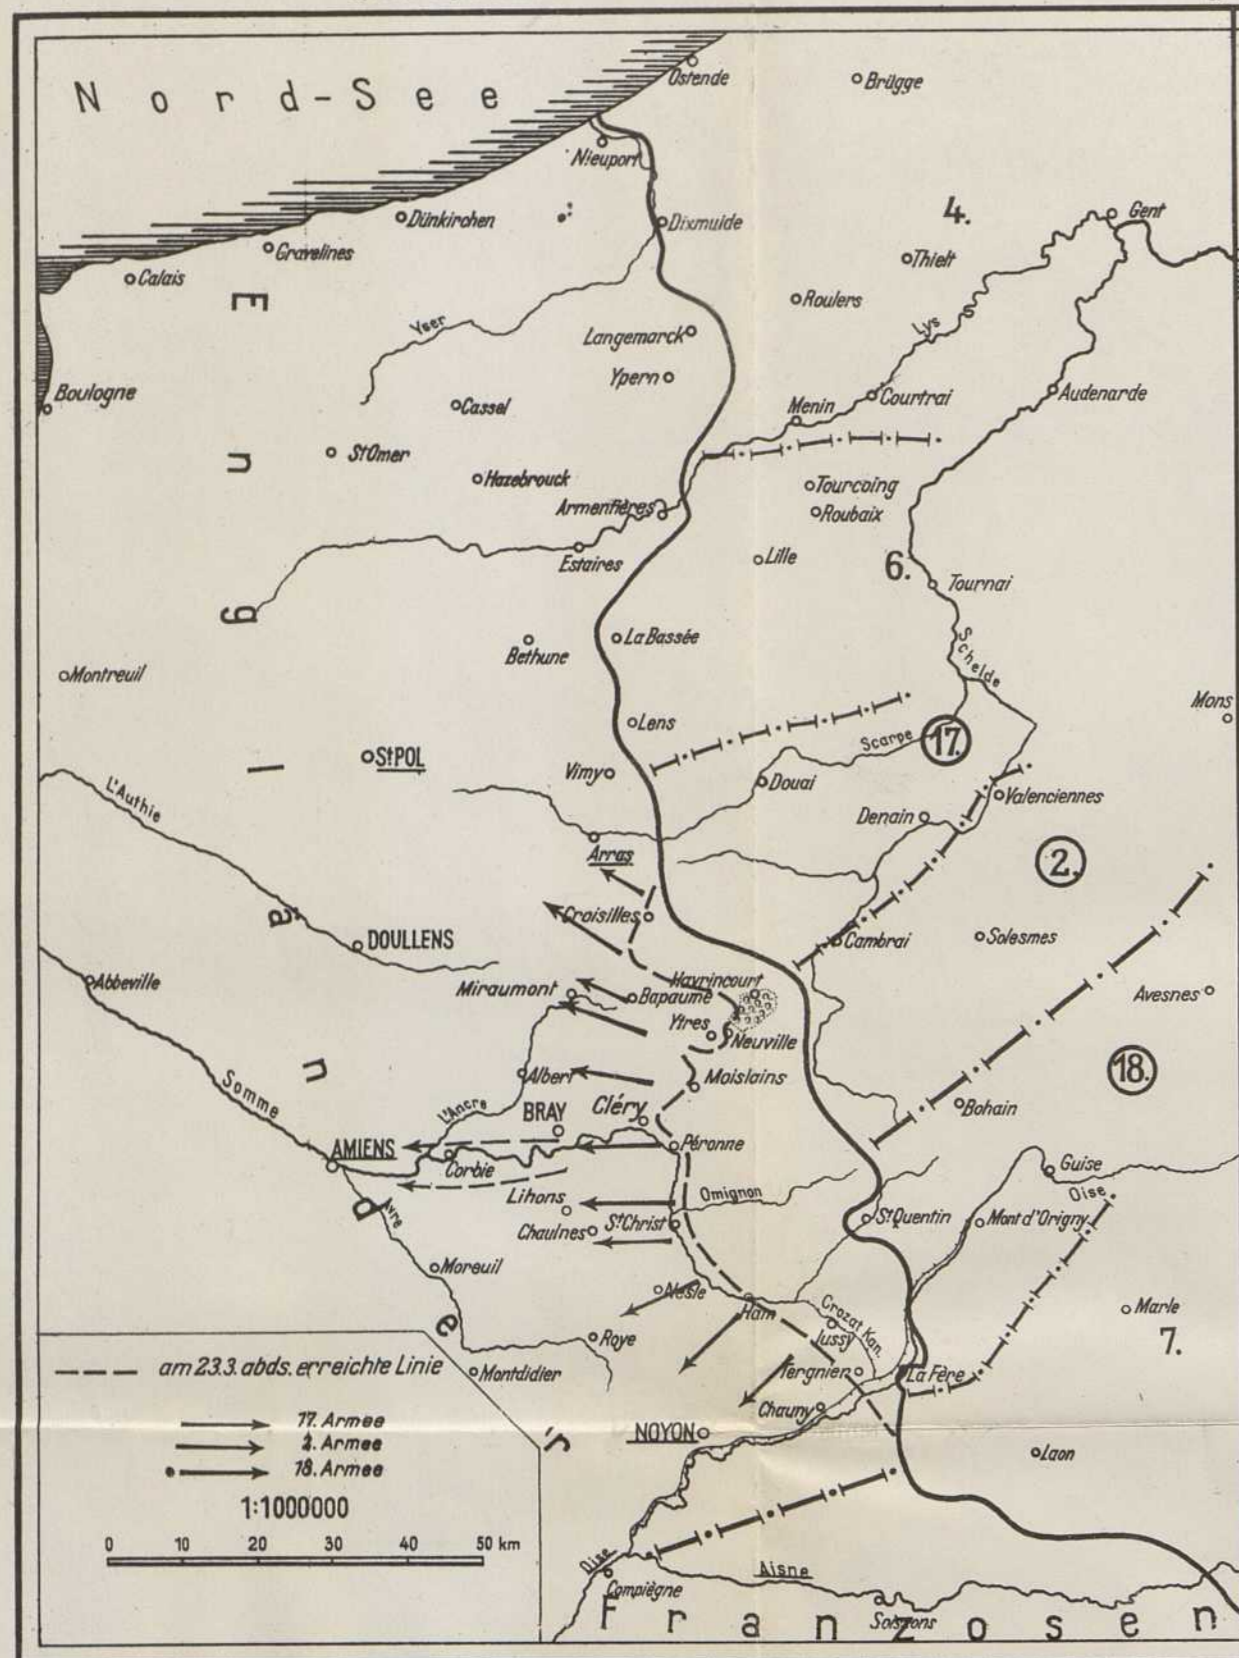 Nord-See
Ostende
Brügge
Nieuport
Dünkirchen
Dixmuide
4.
Gent
Gravelines
Calais
Thielt
Roulers
Engländer
Yser
Langemarck
Lys
Ypern
Boulogne
Cassel
Menin
Courtrai
Audenarde
St Omer
Hazebrouck
Tourcoing
Armentières
Roubaix
Estaires
Lille
6.
Tournai
Bethune
La Bassée
Schelde
Montreuil
Mons
Lens
St POL
Vimy
Scarpe
17.
Douai
L'Authie
Valenciennes
Denain
Arras
2.
Croisilles
DOULLENS
Cambrai
Solesmes
Abbeville
Miraumont
Bapaume
Havrincourt
Avesnes
Ytres
Neuville
Somme
Albert
Moislains
18.
L'Ancre
BRAY
Cléry
Bohain
AMIENS
Corbie
Péronne
Guise
Oise
Lihons
Omignon
Avre
Chaulnes
St Christ
St Quentin
Mont d'Origny
Moreuil
Nesle
Ham
Crozat Kan.
Marle
Roye
Jussy
7.
Montdidier
Tergnier
La Fère
Chauny
NOYON
Laon
am 23.3. abds. erreichte Linie
17. Armee
2. Armee
18. Armee
1:1000000
0 10 20 30 40 50 km
Oise
Compiègne
Aisne
Soissons
Franzosen